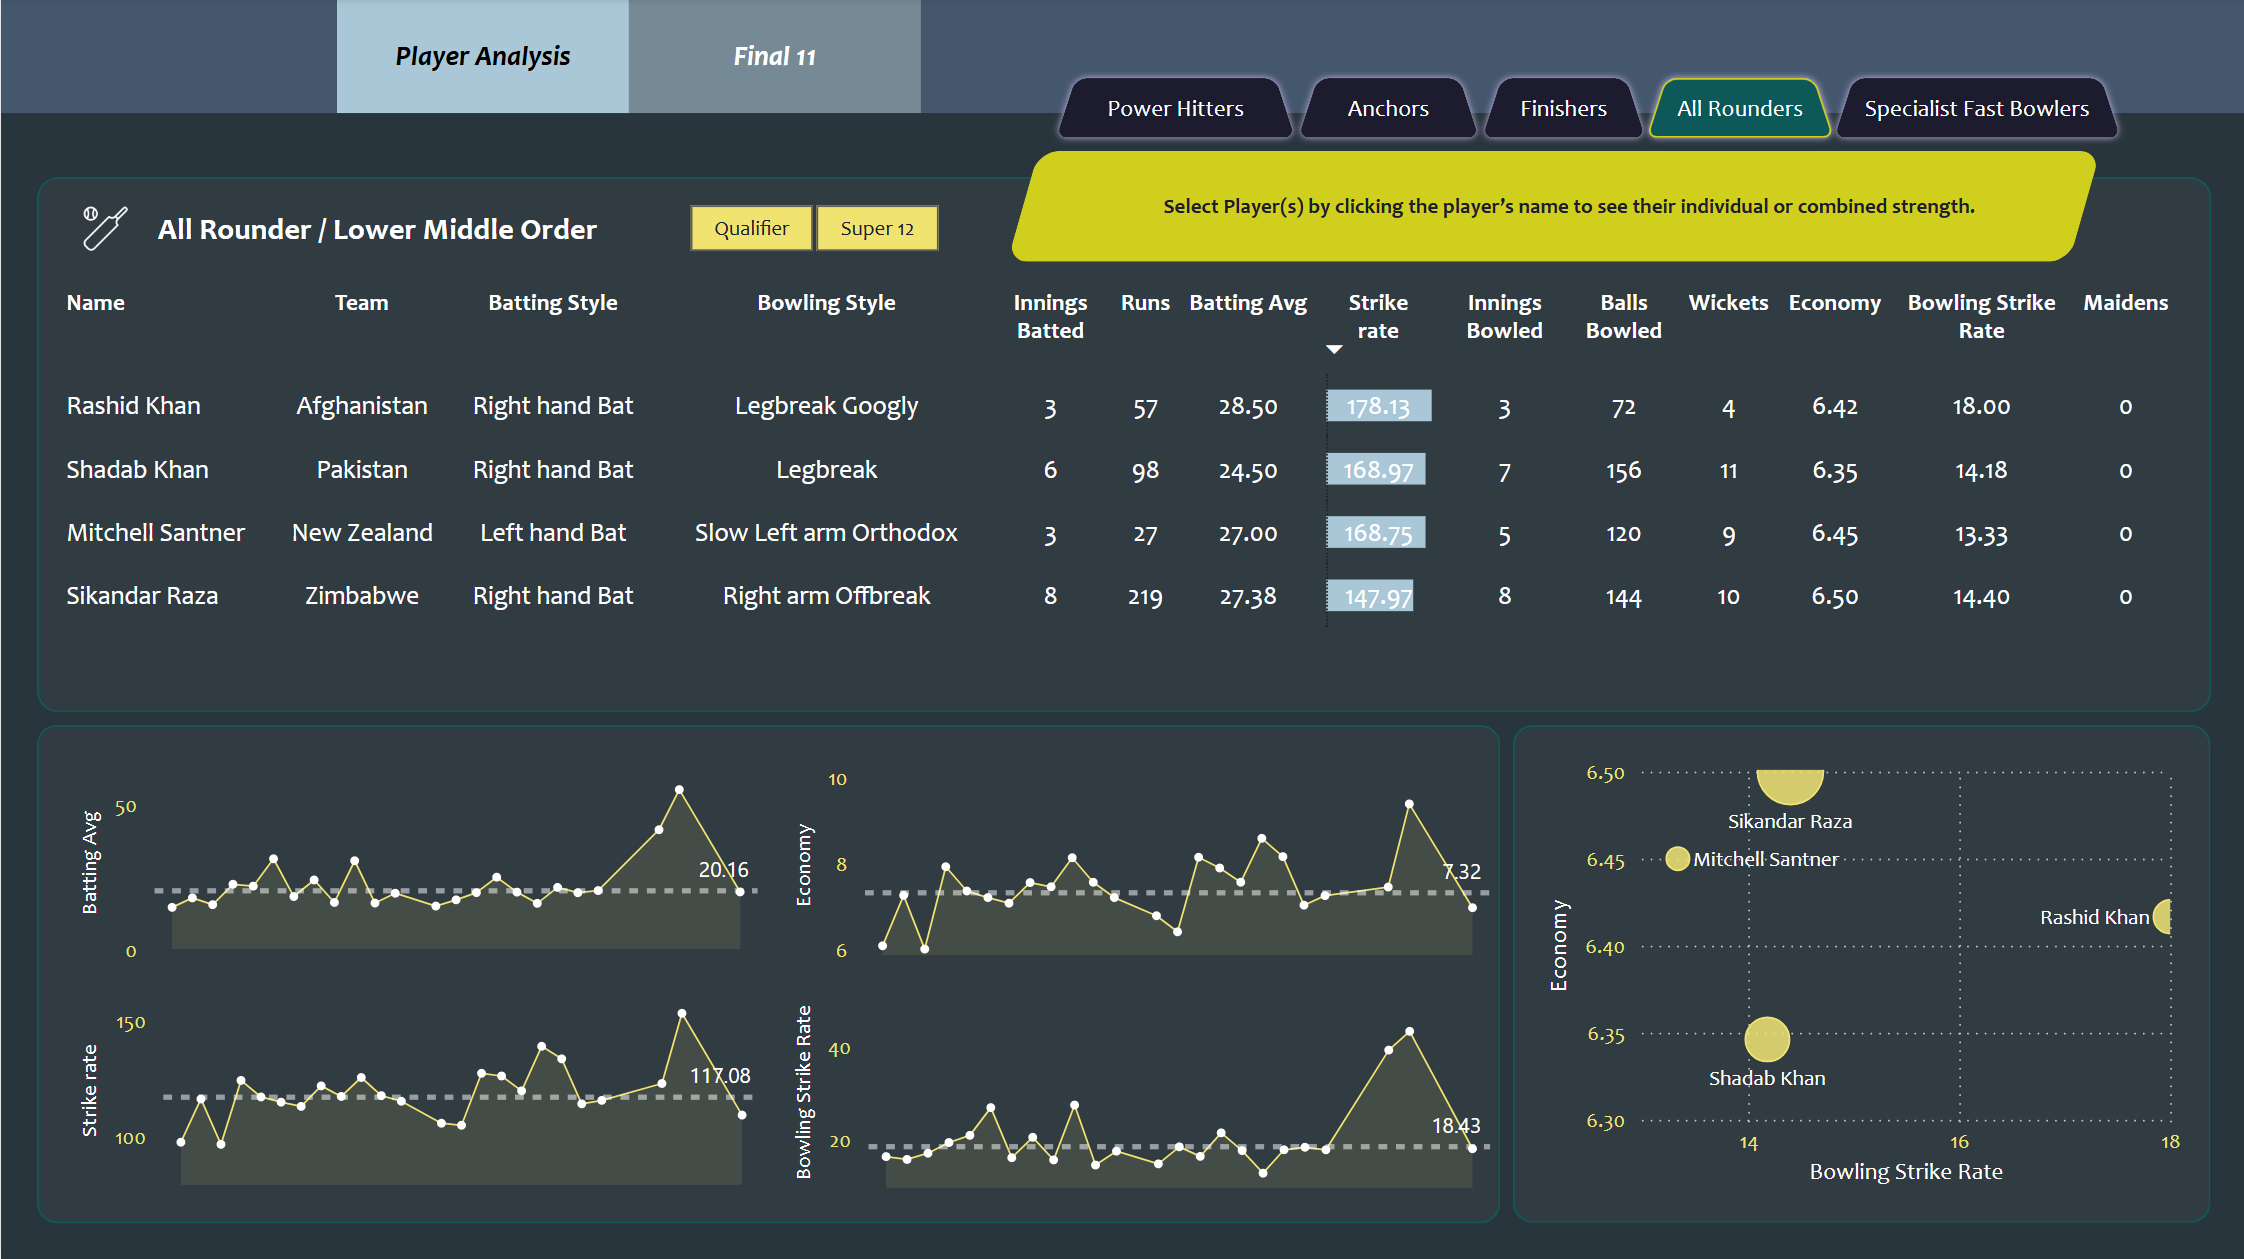 Player Analysis
Final 11
Power Hitters
Anchors
Finishers
All Rounders
Specialist Fast Bowlers
Select Player(s) by clicking the player's name to see their individual or combined strength.
All Rounder / Lower Middle Order
Qualifier
Super 12
Name Team Batting Style Bowling Style Innings Batted Runs Batting Avg Strike rate Innings Bowled Balls Bowled Wickets Economy Bowling Strike Rate Maidens
Rashid Khan Afghanistan Right hand Bat Legbreak Googly 3 57 28.50 178.13 3 72 4 6.42 18.00 0
Shadab Khan Pakistan Right hand Bat Legbreak 6 98 24.50 168.97 7 156 11 6.35 14.18 0
Mitchell Santner New Zealand Left hand Bat Slow Left arm Orthodox 3 27 27.00 168.75 5 120 9 6.45 13.33 0
Sikandar Raza Zimbabwe Right hand Bat Right arm Offbreak 8 219 27.38 147.97 8 144 10 6.50 14.40 0
Batting Avg
50
0
20.16
Economy
10
8
6
7.32
Strike rate
150
100
117.08
Bowling Strike Rate
40
20
18.43
Economy
6.50
6.45
6.40
6.35
6.30
Sikandar Raza
Mitchell Santner
Rashid Khan
Shadab Khan
14
16
18
Bowling Strike Rate